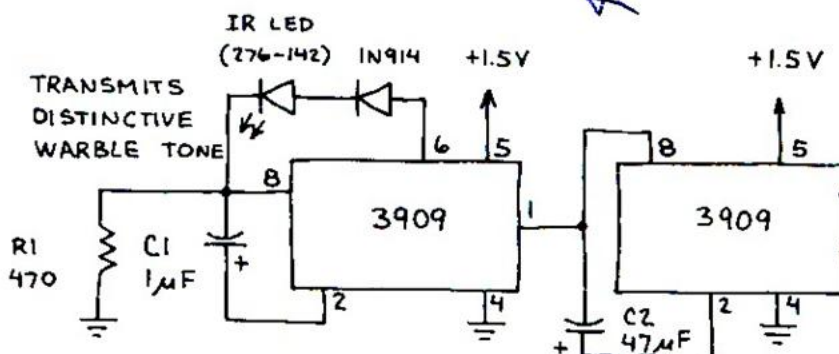 IR LED
(276-142) 1N914 +1.5V +1.5V
TRANSMITS
DISTINCTIVE
WARBLE TONE
6 5 8 5
8
3909 1 3909
R1 C1
470 1µF +
2 4 2 4
C2
+ 47µF